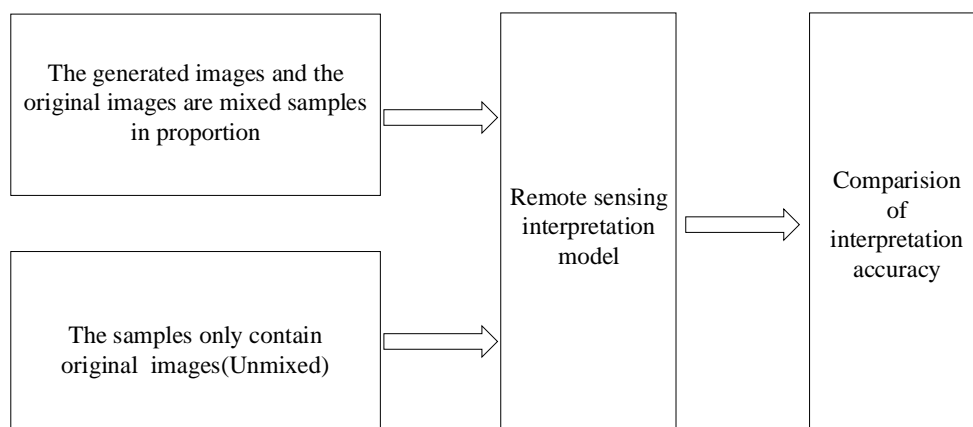 The generated images and the
original images are mixed samples
in proportion
The samples only contain
original  images(Unmixed)
Remote sensing
interpretation
model
Comparision
of
interpretation
accuracy